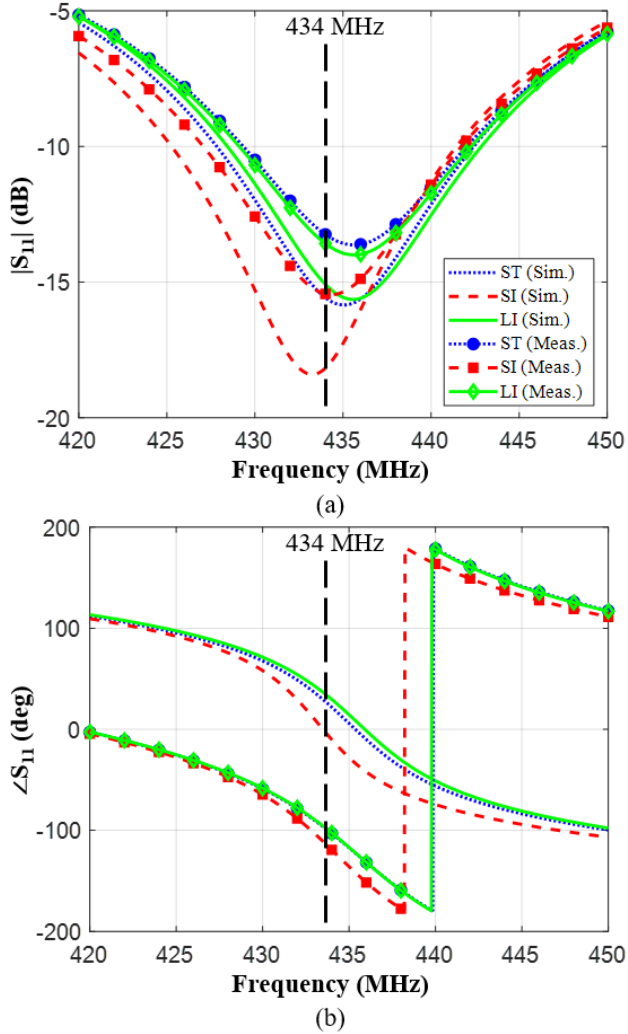 -5
434 MHz
-10
|S11| (dB)
-15
ST (Sim.)
SI (Sim.)
LI (Sim.)
ST (Meas.)
SI (Meas.)
LI (Meas.)
-20
420 425 430 435 440 445 450
Frequency (MHz)
(a)
200
434 MHz
100
∠S11 (deg)
0
-100
-200
420 425 430 435 440 445 450
Frequency (MHz)
(b)